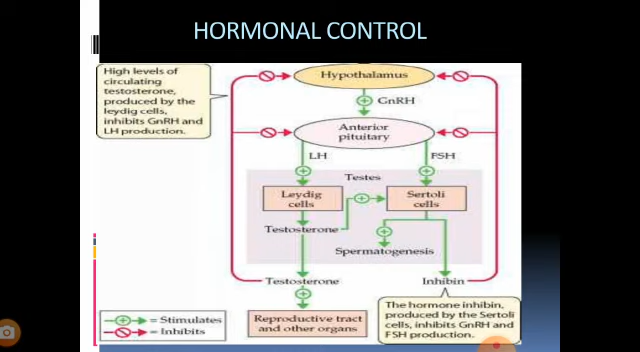 HORMONAL CONTROL
High levels of
circulating
testosterone,
produced by the
leydig cells,
inhibits GnRH and
LH production.
Hypothalamus
GnRH
Anterior
pituitary
LH
FSH
Testes
Leydig
cells
Sertoli
cells
Testosterone
Spermatogenesis
Testosterone
Inhibin
Reproductive tract
and other organs
= Stimulates
= Inhibits
The hormone inhibin,
produced by the Sertoli
cells, inhibits GnRH and
FSH production.